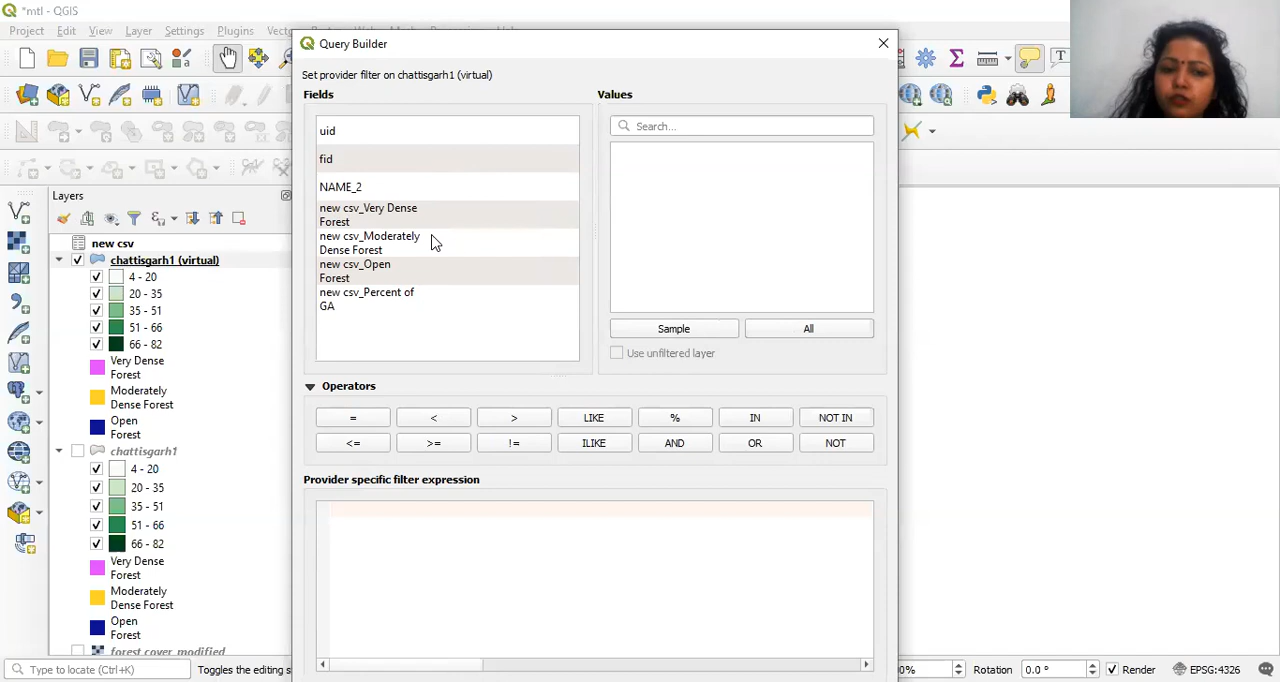 *mtl - QGIS
Project Edit View Layer Settings Plugins
Query Builder
Set provider filter on chattisgarh1 (virtual)
Fields
Values
uid
fid
NAME_2
new csv_Very Dense
Forest
new csv_Moderately
Dense Forest
new csv_Open
Forest
new csv_Percent of
GA
Search...
Sample
All
Use unfiltered layer
Operators
= < > LIKE % IN NOT IN
<= >= != ILIKE AND OR NOT
Provider specific filter expression
Layers
new csv
chattisgarh1 (virtual)
4 - 20
20 - 35
35 - 51
51 - 66
66 - 82
Very Dense
Forest
Moderately
Dense Forest
Open
Forest
chattisgarh1
4 - 20
20 - 35
35 - 51
51 - 66
66 - 82
Very Dense
Forest
Moderately
Dense Forest
Open
Forest
forest cover_modified
Type to locate (Ctrl+K)
Toggles the editing s
0%
Rotation
0.0 °
Render
EPSG:4326